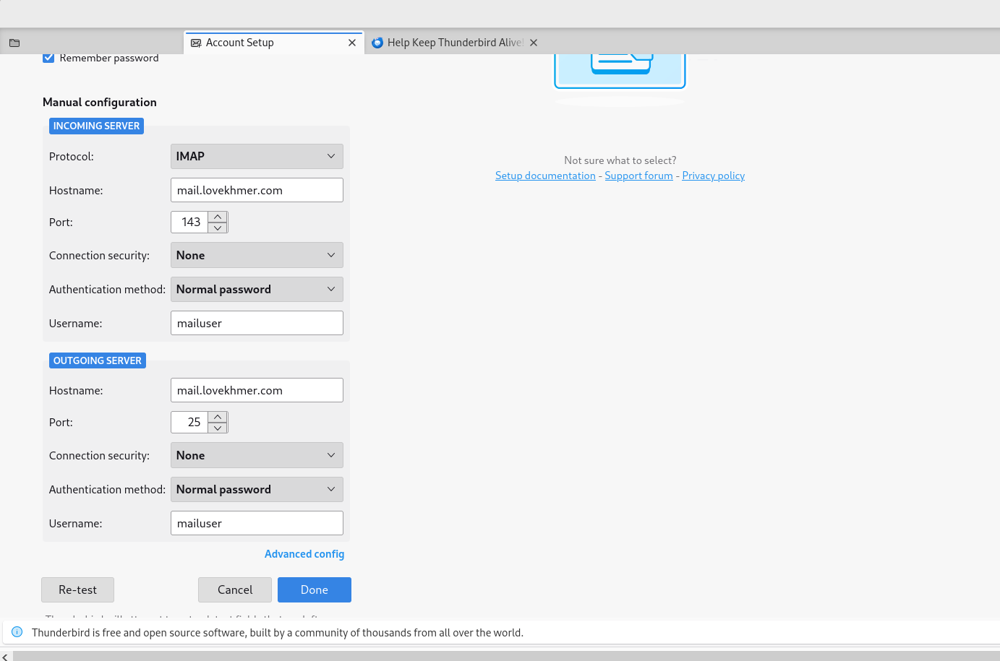 Account Setup
Help Keep Thunderbird Alive!
Remember password
Manual configuration
INCOMING SERVER
Protocol: IMAP
Hostname: mail.lovekhmer.com
Port: 143
Connection security: None
Authentication method: Normal password
Username: mailuser
OUTGOING SERVER
Hostname: mail.lovekhmer.com
Port: 25
Connection security: None
Authentication method: Normal password
Username: mailuser
Advanced config
Re-test Cancel Done
Not sure what to select?
Setup documentation - Support forum - Privacy policy
Thunderbird is free and open source software, built by a community of thousands from all over the world.